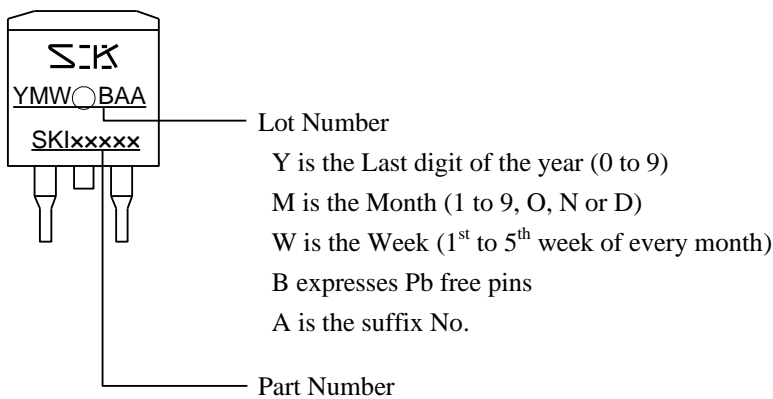 SK
YMW○BAA
SKIxxxxx
Lot Number
Y is the Last digit of the year (0 to 9)
M is the Month (1 to 9, O, N or D)
W is the Week (1st to 5th week of every month)
B expresses Pb free pins
A is the suffix No.
Part Number